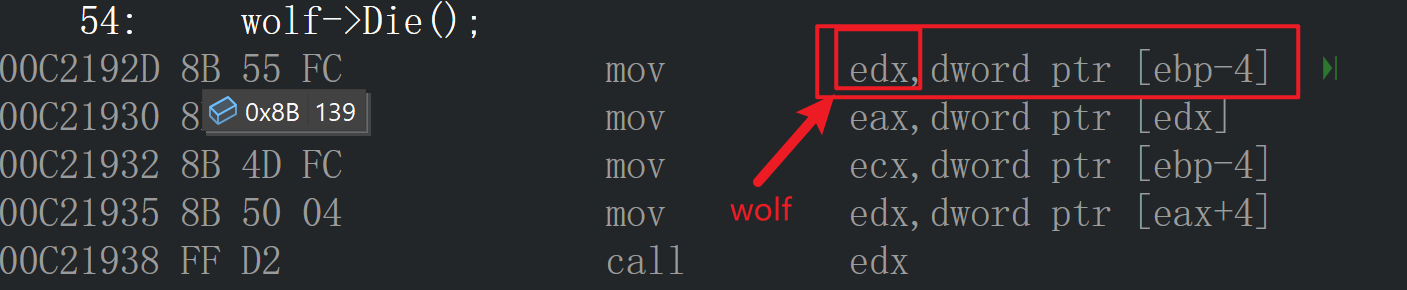 54: wolf->Die();
00C2192D 8B 55 FC mov edx,dword ptr [ebp-4]
00C21930 8 mov eax,dword ptr [edx]
0x8B 139
00C21932 8B 4D FC mov ecx,dword ptr [ebp-4]
wolf
00C21935 8B 50 04 mov edx,dword ptr [eax+4]
00C21938 FF D2 call edx